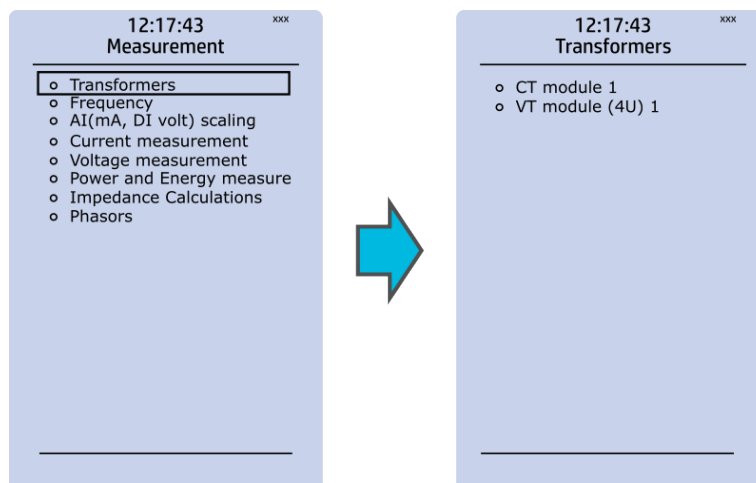 12:17:43
xxx
Measurement
Transformers
Frequency
AI(mA, DI volt) scaling
Current measurement
Voltage measurement
Power and Energy measure
Impedance Calculations
Phasors
12:17:43
xxx
Transformers
CT module 1
VT module (4U) 1